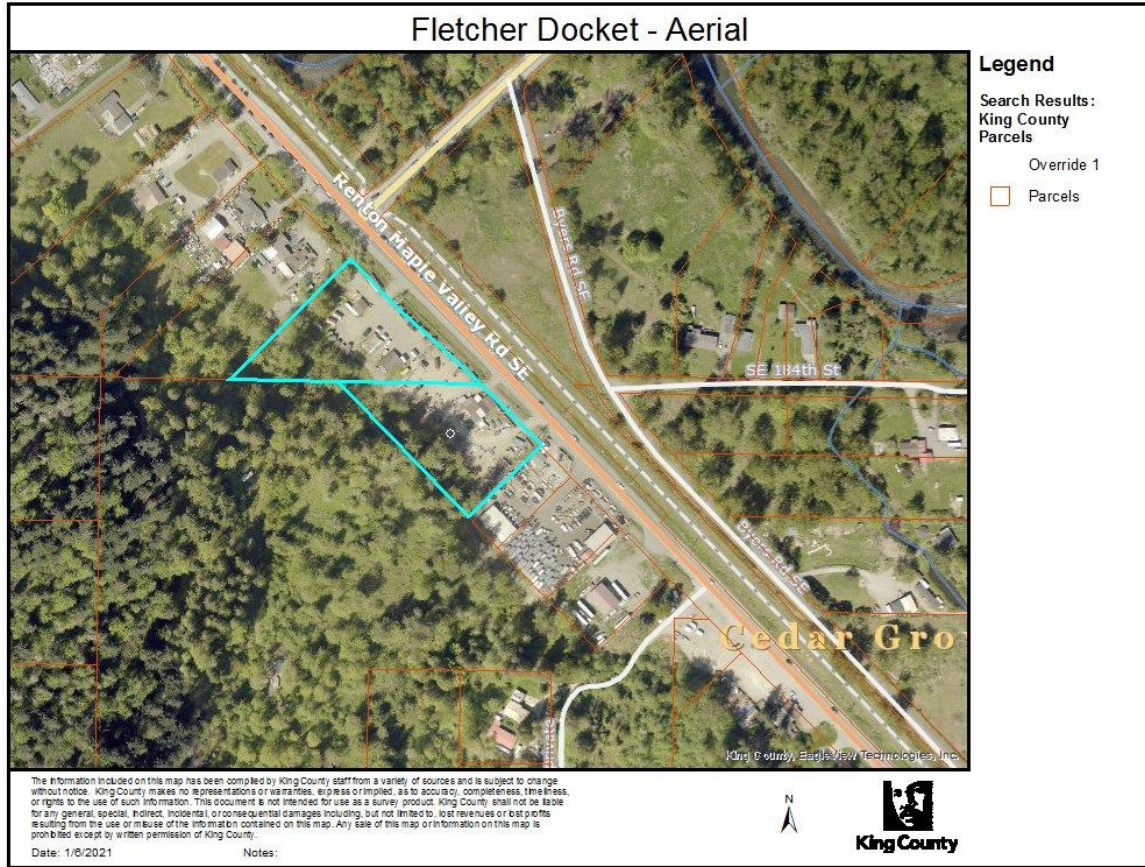 Fletcher Docket - Aerial
Legend
Search Results:
King County
Parcels
Override 1
Parcels
Renton Maple Valley Rd SE
Byers Rd SE
SE 184th St
Byers Rd SE
Cedar Gro
King County, EagleView Technologies, Inc.
The information included on this map has been compiled by King County staff from a variety of sources and is subject to change
without notice. King County makes no representations or warranties, express or implied, as to accuracy, completeness, timeliness,
or rights to the use of such information. This document is not intended for use as a survey product. King County shall not be liable
for any general, special, indirect, incidental, or consequential damages including, but not limited to, lost revenues or lost profits
resulting from the use or misuse of the information contained on this map. Any sale of this map or information on this map is
prohibited except by written permission of King County.
Date: 1/6/2021 Notes:
N
King County